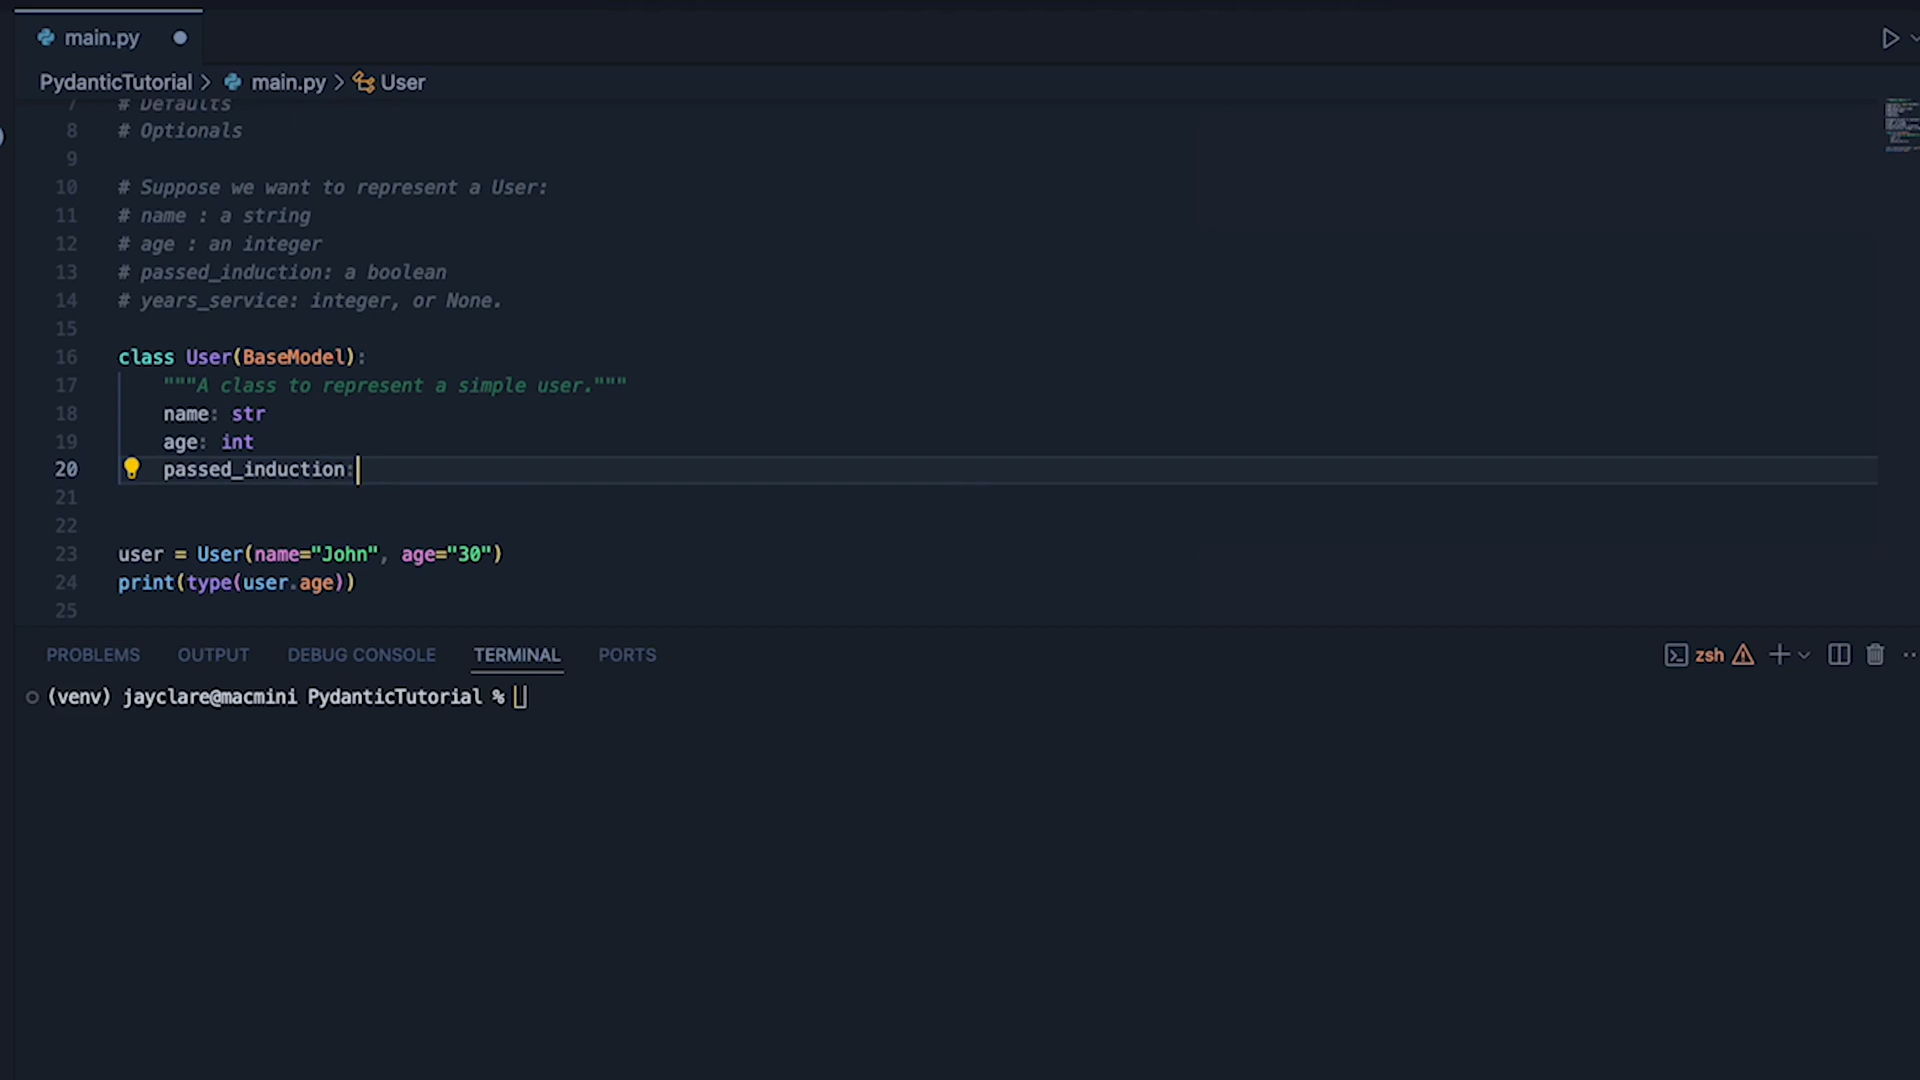 main.py
PydanticTutorial > main.py > User
7 # Defaults
8 # Optionals
9
10 # Suppose we want to represent a User:
11 # name : a string
12 # age : an integer
13 # passed_induction: a boolean
14 # years_service: integer, or None.
15
16 class User(BaseModel):
17 """A class to represent a simple user."""
18 name: str
19 age: int
20 passed_induction:
21
22
23 user = User(name="John", age="30")
24 print(type(user.age))
25
PROBLEMS OUTPUT DEBUG CONSOLE TERMINAL PORTS zsh
(venv) jayclare@macmini PydanticTutorial %